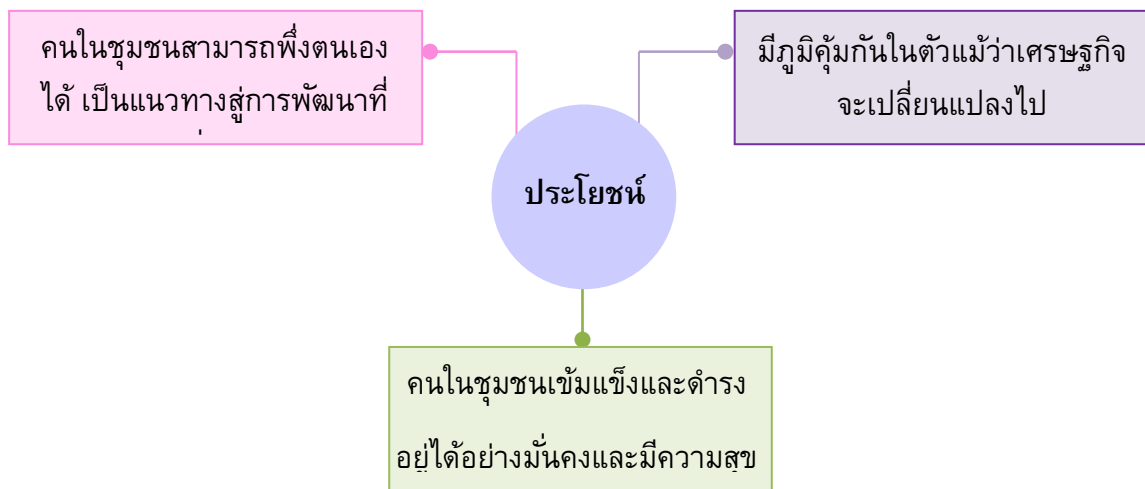 คนในชุมชนสามารถพึ่งตนเอง
ได้ เป็นแนวทางสู่การพัฒนาที่
มีภูมิคุ้มกันในตัวแม้ว่าเศรษฐกิจ
จะเปลี่ยนแปลงไป
ประโยชน์
คนในชุมชนเข้มแข็งและดำรง
อยู่ได้อย่างมั่นคงและมีความสุข